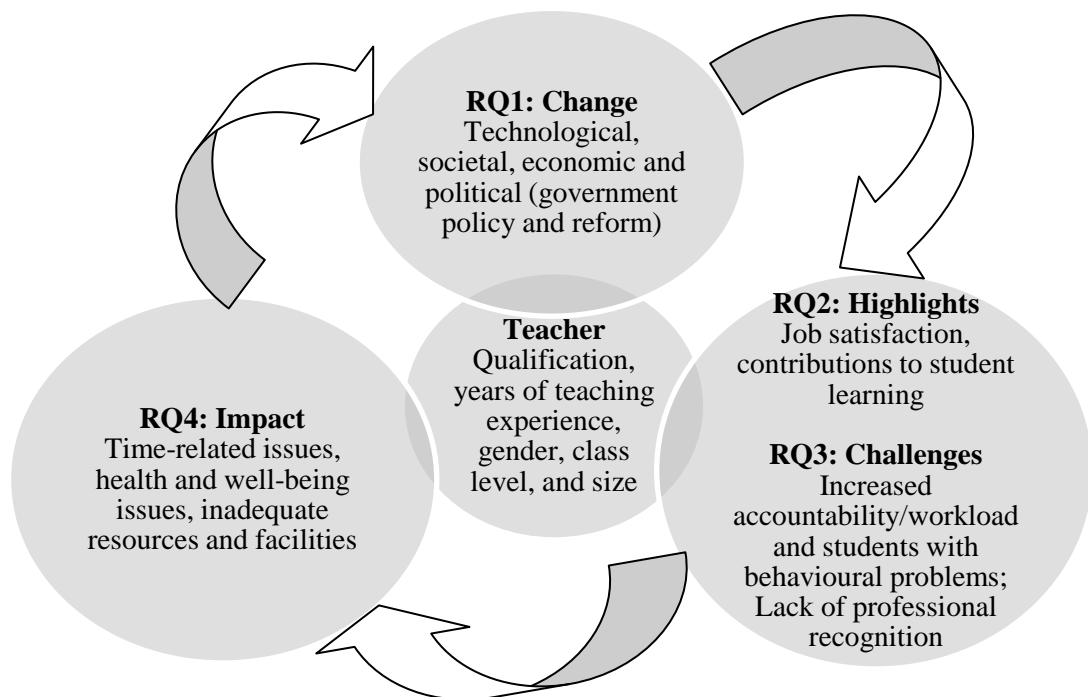 RQ1: Change
Technological,
societal, economic and
political (government
policy and reform)
RQ2: Highlights
Job satisfaction,
contributions to student
learning
RQ3: Challenges
Increased
accountability/workload
and students with
behavioural problems;
Lack of professional
recognition
Teacher
Qualification,
years of teaching
experience,
gender, class
level, and size
RQ4: Impact
Time-related issues,
health and well-being
issues, inadequate
resources and facilities